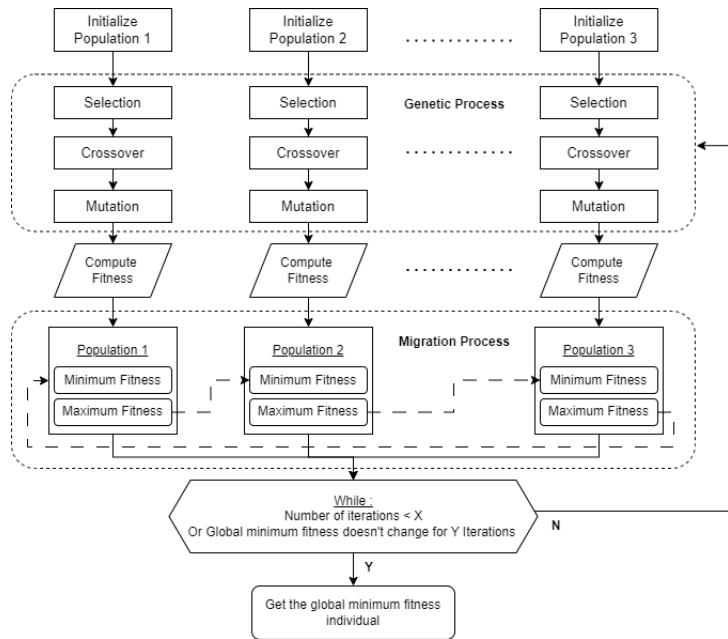 Initialize
Population 1
Initialize
Population 2
. . . . . . . . . . . . .
Initialize
Population 3
Selection
Selection
Genetic Process
Selection
. . . . . . . . . . . . .
Crossover
Crossover
. . . . . . . . . . . . .
Crossover
Mutation
Mutation
Mutation
Compute
Fitness
Compute
Fitness
. . . . . . . . . . . . .
Compute
Fitness
Migration Process
Population 1
Minimum Fitness
Maximum Fitness
Population 2
Minimum Fitness
Maximum Fitness
Population 3
Minimum Fitness
Maximum Fitness
While :
Number of iterations < X
Or Global minimum fitness doesn't change for Y Iterations
N
Y
Get the global minimum fitness
individual